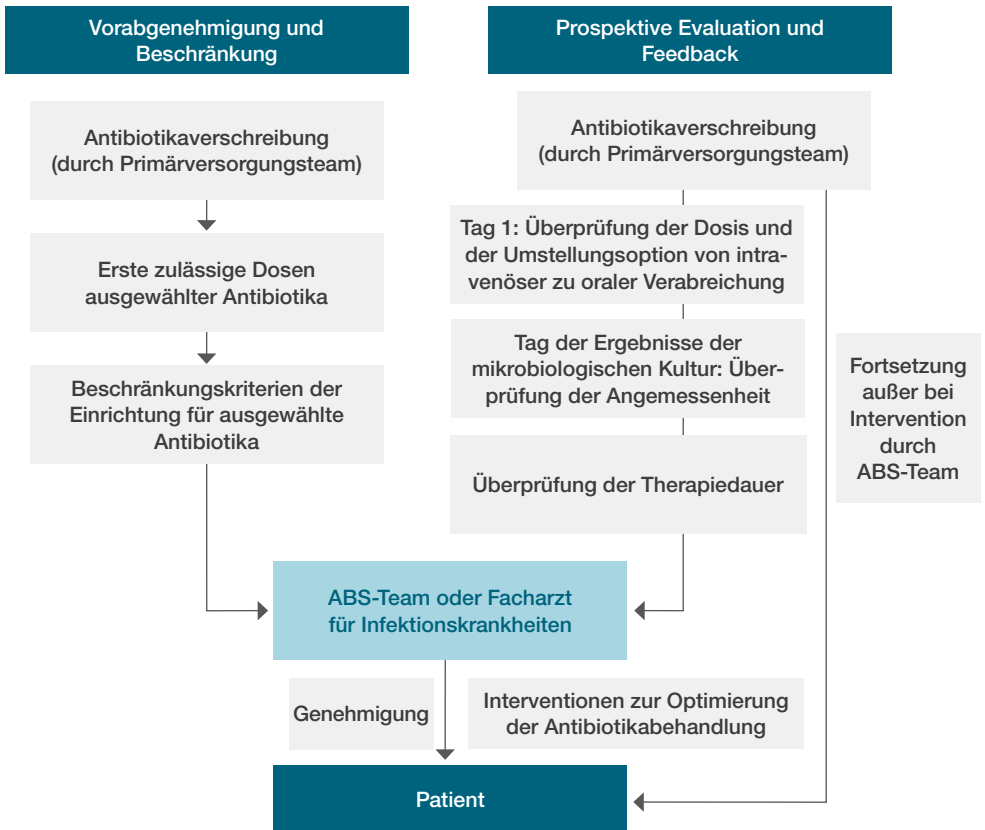 Vorabgenehmigung und
Beschränkung
Antibiotikaverschreibung
(durch Primärversorgungsteam)
Erste zulässige Dosen
ausgewählter Antibiotika
Beschränkungskriterien der
Einrichtung für ausgewählte
Antibiotika
Prospektive Evaluation und
Feedback
Antibiotikaverschreibung
(durch Primärversorgungsteam)
Tag 1: Überprüfung der Dosis und
der Umstellungsoption von intra-
venöser zu oraler Verabreichung
Tag der Ergebnisse der
mikrobiologischen Kultur: Über-
prüfung der Angemessenheit
Überprüfung der Therapiedauer
Fortsetzung
außer bei
Intervention
durch
ABS-Team
ABS-Team oder Facharzt
für Infektionskrankheiten
Genehmigung
Interventionen zur Optimierung
der Antibiotikabehandlung
Patient